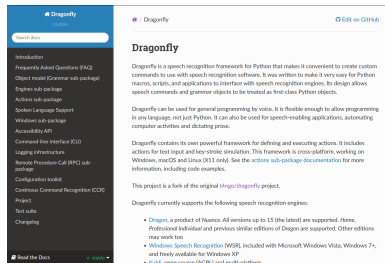 Dragonfly
stable
Search docs
Introduction
Frequently Asked Questions (FAQ)
Object model (Grammar sub-package)
Engines sub-package
Actions sub-package
Spoken Language Support
Windows sub-package
Accessibility API
Command-line Interface (CLI)
Logging infrastructure
Remote Procedure Call (RPC) sub-
package
Configuration toolkit
Continous Command Recognition (CCR)
Project
Test suite
Changelog
Read the Docs
v: stable
/ Dragonfly
Edit on GitHub
Dragonfly
Dragonfly is a speech recognition framework for Python that makes it convenient to create custom
commands to use with speech recognition software. It was written to make it very easy for Python
macros, scripts, and applications to interface with speech recognition engines. Its design allows
speech commands and grammar objects to be treated as first-class Python objects.
Dragonfly can be used for general programming by voice. It is flexible enough to allow programming
in any language, not just Python. It can also be used for speech-enabling applications, automating
computer activities and dictating prose.
Dragonfly contains its own powerful framework for defining and executing actions. It includes
actions for text input and key-stroke simulation. This framework is cross-platform, working on
Windows, macOS and Linux (X11 only). See the actions sub-package documentation for more
information, including code examples.
This project is a fork of the original t4ngo/dragonfly project.
Dragonfly currently supports the following speech recognition engines:
• Dragon, a product of Nuance. All versions up to 15 (the latest) are supported. Home,
Professional Individual and previous similar editions of Dragon are supported. Other editions
may work too
• Windows Speech Recognition (WSR), included with Microsoft Windows Vista, Windows 7+,
and freely available for Windows XP
• Kaldi, open source (AGPL) and multi-platform